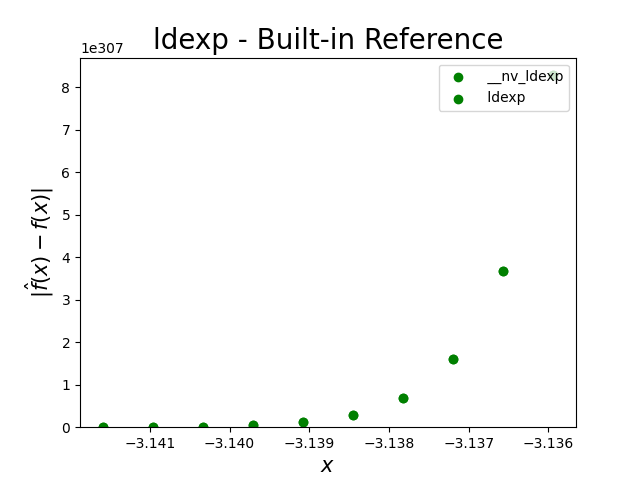 ldexp - Built-in Reference
1e307
__nv_ldexp
ldexp
8
7
6
5
4
3
2
1
0
|f̂(x) − f(x)|
−3.141 −3.140 −3.139 −3.138 −3.137 −3.136
x